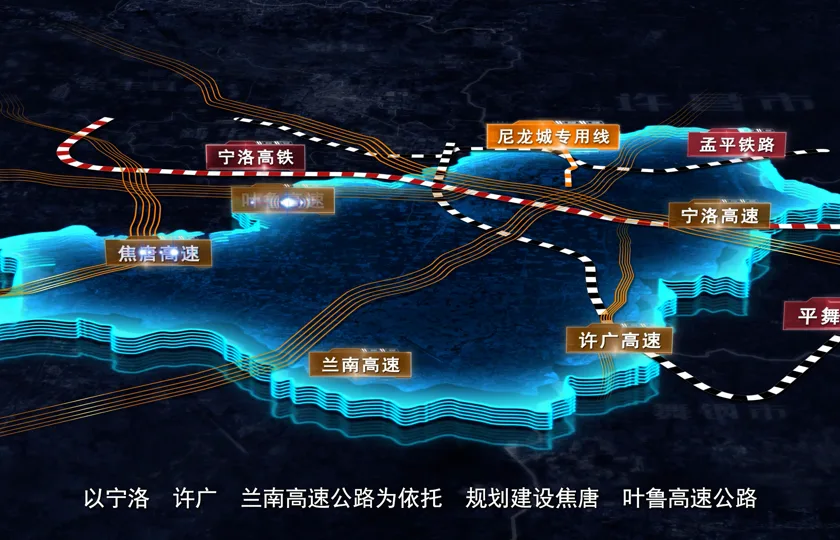 许昌市
尼龙城专用线
孟平铁路
宁洛高铁
宁洛高速
焦唐高速
平舞
许广高速
兰南高速
以宁洛 许广 兰南高速公路为依托 规划建设焦唐 叶鲁高速公路